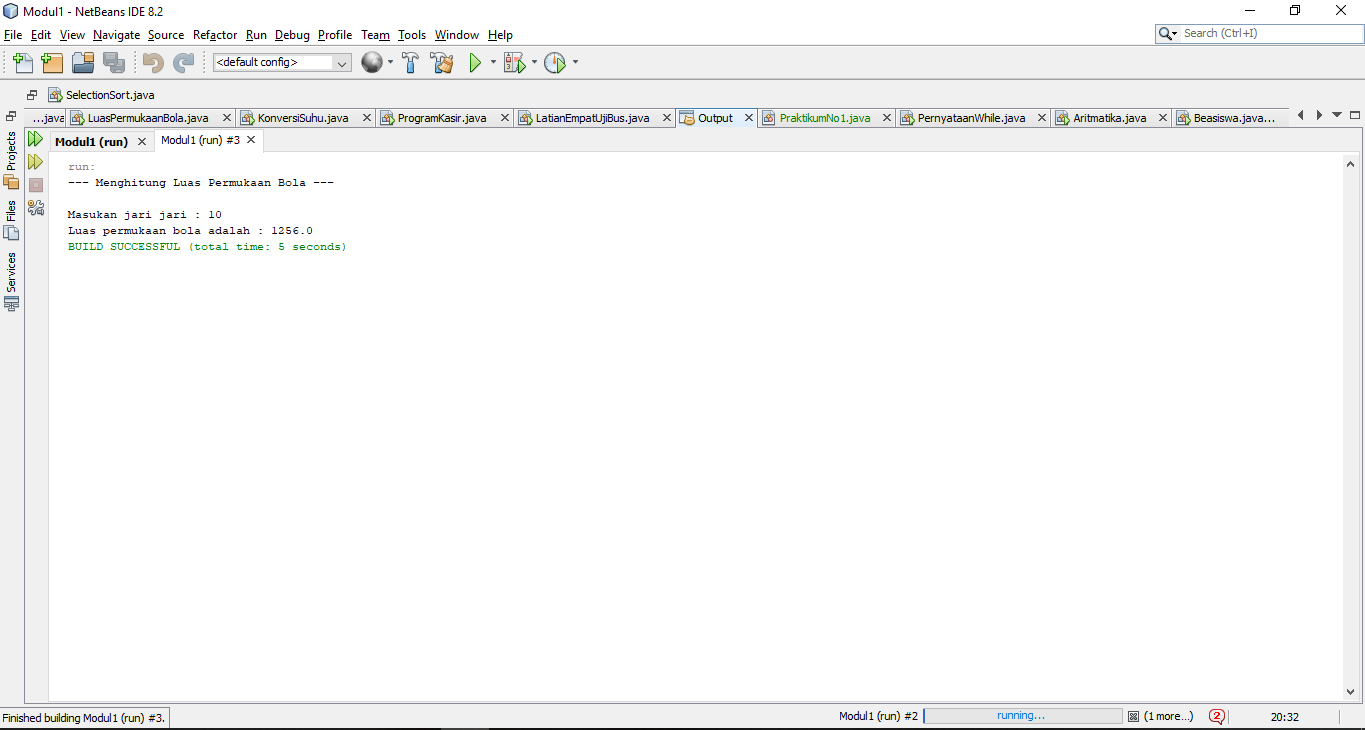 Modul1 - NetBeans IDE 8.2
File Edit View Navigate Source Refactor Run Debug Profile Team Tools Window Help
Search (Ctrl+I)
<default config>
SelectionSort.java
...java LuasPermukaanBola.java KonversiSuhu.java ProgramKasir.java LatianEmpatUjiBus.java Output PraktikumNo1.java PernyataanWhile.java Aritmatika.java Beasiswa.java...
Projects
Files
Services
Modul1 (run) Modul1 (run) #3
run:
--- Menghitung Luas Permukaan Bola ---
Masukan jari jari : 10
Luas permukaan bola adalah : 1256.0
BUILD SUCCESSFUL (total time: 5 seconds)
Finished building Modul1 (run) #3.
Modul1 (run) #2 running... (1 more...) 2 20:32